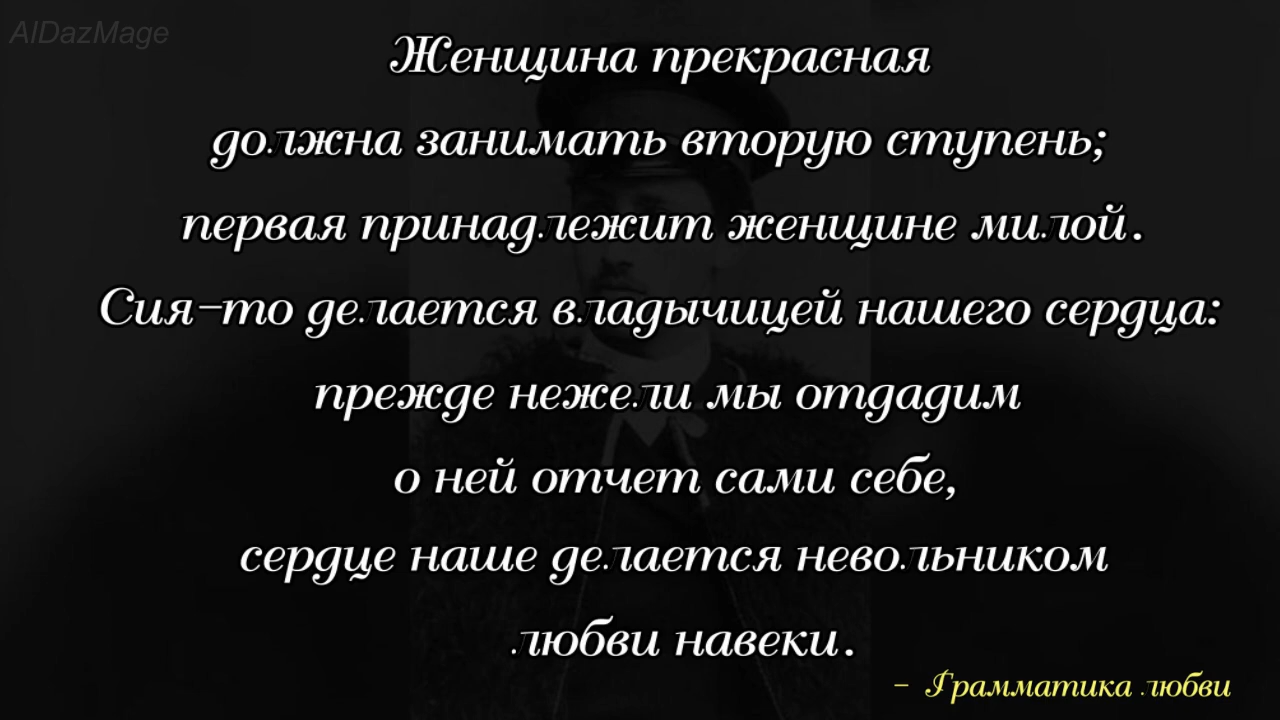 AIDazMage
Женщина прекрасная
должна занимать вторую ступень;
первая принадлежит женщине милой.
Сия-то делается владычицей нашего сердца:
прежде нежели мы отдадим
о ней отчет сами себе,
сердце наше делается невольником
любви навеки.
- Грамматика любви